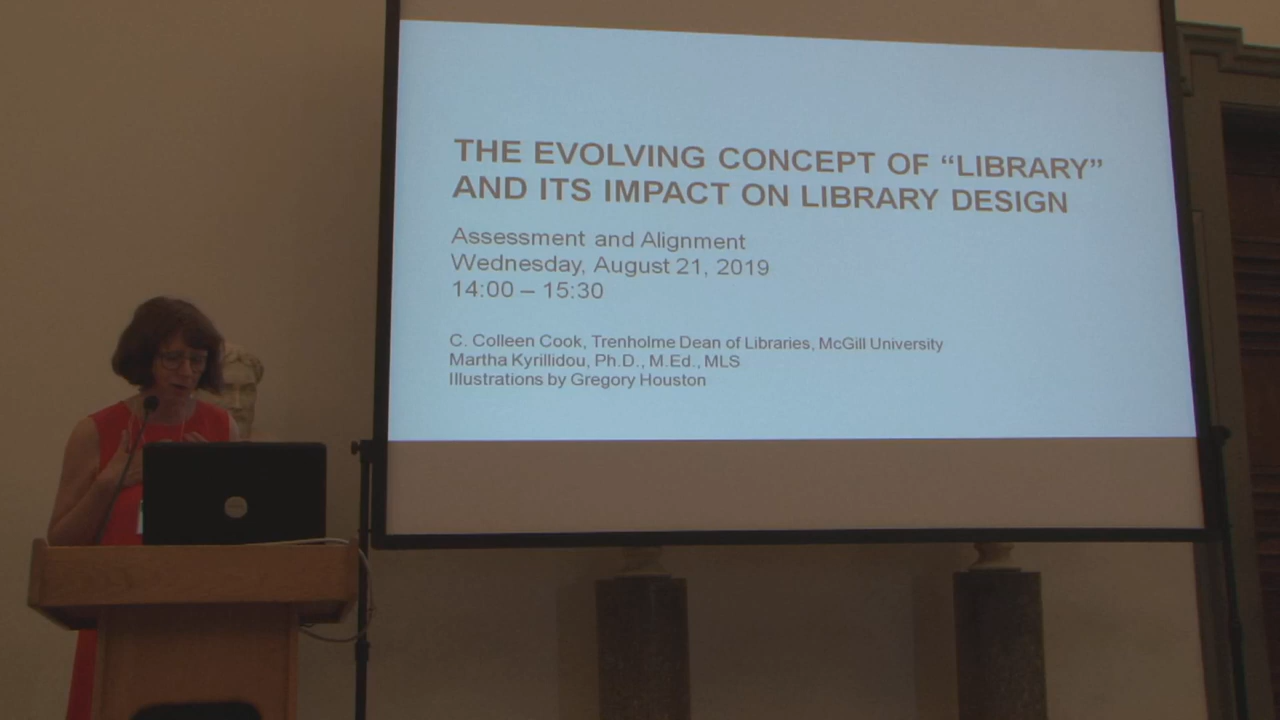 THE EVOLVING CONCEPT OF “LIBRARY”
AND ITS IMPACT ON LIBRARY DESIGN
Assessment and Alignment
Wednesday, August 21, 2019
14:00 – 15:30
C. Colleen Cook, Trenholme Dean of Libraries, McGill University
Martha Kyrillidou, Ph.D., M.Ed., MLS
Illustrations by Gregory Houston